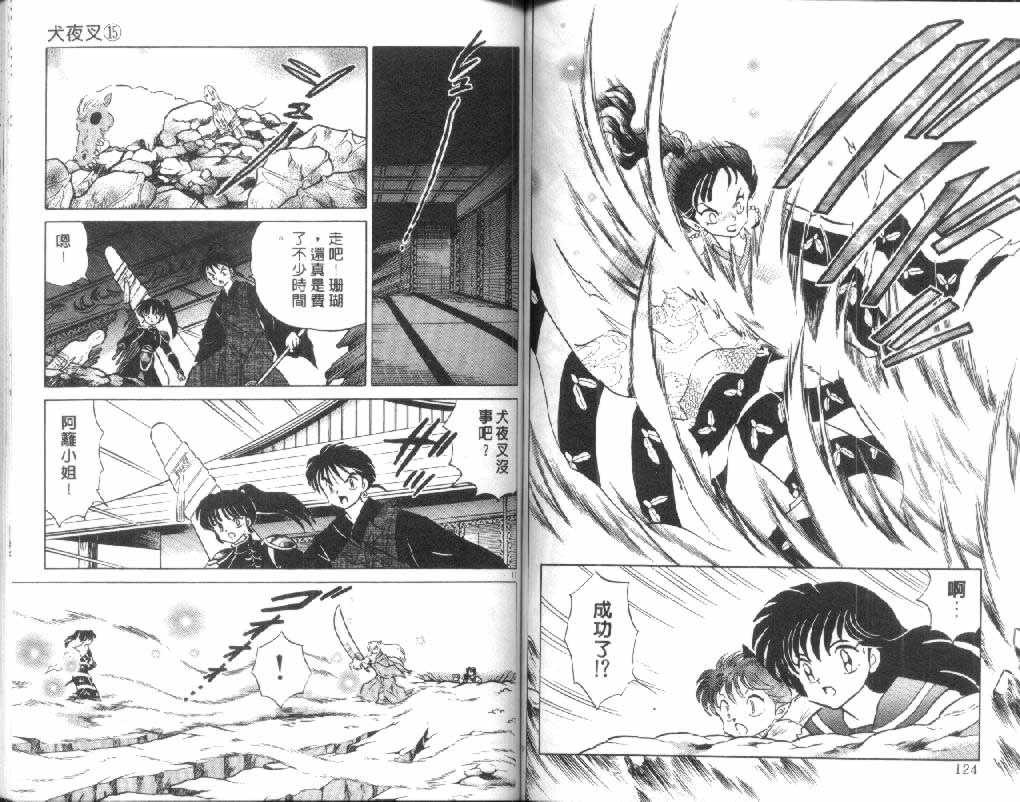 啊…
成功了!?
124
犬夜叉⑮
走吧!珊瑚
,還真是費
了不少時間
。
嗯!
犬夜叉沒
事吧?
阿籬小姐!
!